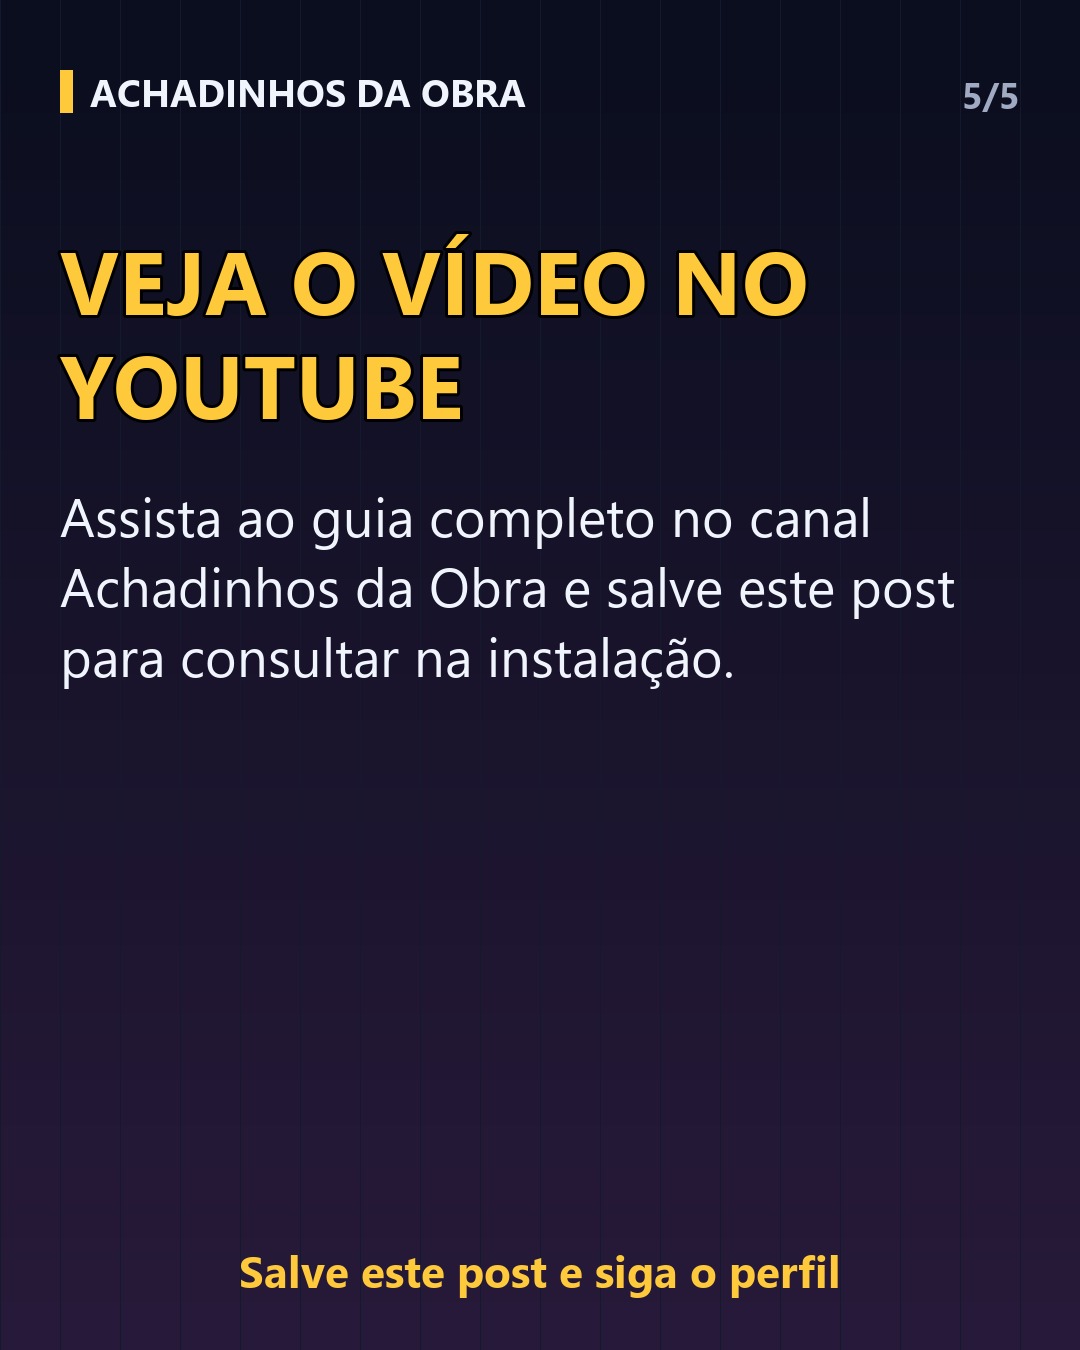 ACHADINHOS DA OBRA
5/5
VEJA O VÍDEO NO
YOUTUBE
Assista ao guia completo no canal
Achadinhos da Obra e salve este post
para consultar na instalação.
Salve este post e siga o perfil